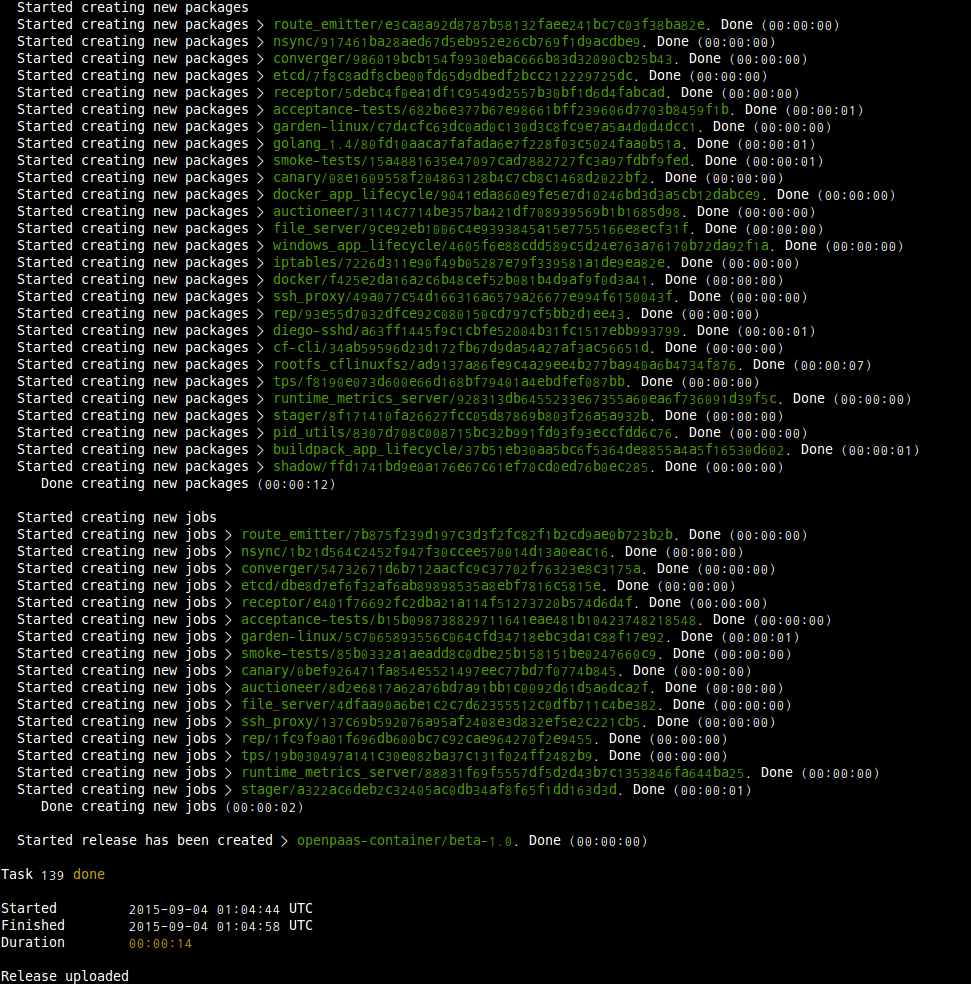 Started creating new packages
Started creating new packages > route_emitter/e3ca8a92d8787b58132faee241bc7c03f38ba82e. Done (00:00:00)
Started creating new packages > nsync/917461ba28aed67d5eb952e26cb769f1d9acdbe9. Done (00:00:00)
Started creating new packages > converger/986019bcb154f9930ebac666b83d32090cb25b43. Done (00:00:00)
Started creating new packages > etcd/7f8c8adf8cbe00fd65d9dbedf2bcc212229725dc. Done (00:00:00)
Started creating new packages > receptor/5debc4f0ea1df1c9549d2557b30bf1d6d4fabcad. Done (00:00:00)
Started creating new packages > acceptance-tests/682b6e377b67e98661bff239606d7703b8459f1b. Done (00:00:01)
Started creating new packages > garden-linux/c7d4cfc63dc0ad0c130d3c8fc9e7a5a4d0d4dcc1. Done (00:00:00)
Started creating new packages > golang_1.4/80fd10aaca7fafada6e7f228f03c5024faa0b51a. Done (00:00:01)
Started creating new packages > smoke-tests/15a4881635e47097cad7882727fc3a97fdbf9fed. Done (00:00:01)
Started creating new packages > canary/08e1609558f204863128b4c7cb8c1468d2022bf2. Done (00:00:00)
Started creating new packages > docker_app_lifecycle/9041eda860e9fe5e7d10246bd3d3a5cb12dabce9. Done (00:00:00)
Started creating new packages > auctioneer/3114c7714be357ba421df708939569b1b1685d98. Done (00:00:00)
Started creating new packages > file_server/9ce92eb1006c4e9393845a15e7755166e8ecf31f. Done (00:00:00)
Started creating new packages > windows_app_lifecycle/4605f6e88cdd589c5d24e763a76170b72da92f1a. Done (00:00:00)
Started creating new packages > iptables/7226d311e90f49b05287e79f339581a1de9ea82e. Done (00:00:00)
Started creating new packages > docker/f425e2da16a2c6b48cef52b081b4d9af9f0d3a41. Done (00:00:00)
Started creating new packages > ssh_proxy/49a077c54d166316a6579a26677e994f6150043f. Done (00:00:00)
Started creating new packages > rep/93e55d7032dfce92c080150cd797cf5bb2d1ee43. Done (00:00:00)
Started creating new packages > diego-sshd/a63ff1445f9c1cbfe52004b31fc1517ebb993799. Done (00:00:01)
Started creating new packages > cf-cli/34ab59596d23d172fb67d9da54a27af3ac56651d. Done (00:00:00)
Started creating new packages > rootfs_cflinuxfs2/ad9137a86fe9c4a29ee4b277ba940a6b4734f876. Done (00:00:07)
Started creating new packages > tps/f8190e073d600e66d168bf79401a4ebdfef087bb. Done (00:00:00)
Started creating new packages > runtime_metrics_server/928313db6455233e67355a60ea6f736091d39f5c. Done (00:00:00)
Started creating new packages > stager/8f171410fa26627fcc05d87869b803f26a5a932b. Done (00:00:00)
Started creating new packages > pid_utils/8307d708c008715bc32b991fd93f93eccfdd6c76. Done (00:00:00)
Started creating new packages > buildpack_app_lifecycle/37b51eb30aa5bc6f5364de8855a4a5f16530d602. Done (00:00:01)
Started creating new packages > shadow/ffd1741bd9e0a176e67c61ef70cd0ed76b0ec285. Done (00:00:00)
Done creating new packages (00:00:12)
Started creating new jobs
Started creating new jobs > route_emitter/7b875f239d197c3d3f2fc82f1b2cd9ae0b723b2b. Done (00:00:00)
Started creating new jobs > nsync/1b21d564c2452f947f30ccee570014d13a0eac16. Done (00:00:00)
Started creating new jobs > converger/54732671d6b712aacfc9c37702f76323e8c3175a. Done (00:00:00)
Started creating new jobs > etcd/dbe8d7ef6f32af6ab89898535a8ebf7816c5815e. Done (00:00:00)
Started creating new jobs > receptor/e401f76692fc2dba21a114f51273720b574d6d4f. Done (00:00:00)
Started creating new jobs > acceptance-tests/b15b098738829711641eae481b10423748218548. Done (00:00:00)
Started creating new jobs > garden-linux/5c7065893556c064cfd34718ebc3da1c88f17e92. Done (00:00:01)
Started creating new jobs > smoke-tests/85b0332a1aeadd8c0dbe25b158151be0247660c9. Done (00:00:00)
Started creating new jobs > canary/0bef926471fa854e5521497eec77bd7f0774b845. Done (00:00:00)
Started creating new jobs > auctioneer/8d2e6817a62a76bd7a91bb1c0092d61d5a6dca2f. Done (00:00:00)
Started creating new jobs > file_server/4dfaa90a6be1c2c7d62355512c0dfb711c4be382. Done (00:00:00)
Started creating new jobs > ssh_proxy/137c69b592076a95af2408e3d832ef5e2c221cb5. Done (00:00:00)
Started creating new jobs > rep/1fc9f9a01f696db600bc7c92cae964270f2e9455. Done (00:00:00)
Started creating new jobs > tps/19b030497a141c30e082ba37c131f024ff2482b9. Done (00:00:00)
Started creating new jobs > runtime_metrics_server/88831f69f5557df5d2d43b7c1353846fa644ba25. Done (00:00:00)
Started creating new jobs > stager/a322ac6deb2c32405ac0db34af8f65f1dd163d3d. Done (00:00:01)
Done creating new jobs (00:00:02)
Started release has been created > openpaas-container/beta-1.0. Done (00:00:00)
Task 139 done
Started 2015-09-04 01:04:44 UTC
Finished 2015-09-04 01:04:58 UTC
Duration 00:00:14
Release uploaded